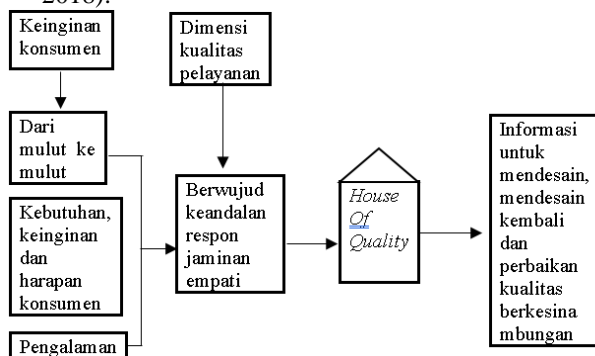 2018).
Keinginan
konsumen
Dimensi
kualitas
pelayanan
Dari
mulut ke
mulut
Kebutuhan,
keinginan
dan
harapan
konsumen
Pengalaman
Berwujud
keandalan
respon
jaminan
empati
House
Of
Quality
Informasi
untuk
mendesain,
mendesain
kembali
dan
perbaikan
kualitas
berkesina
mbungan